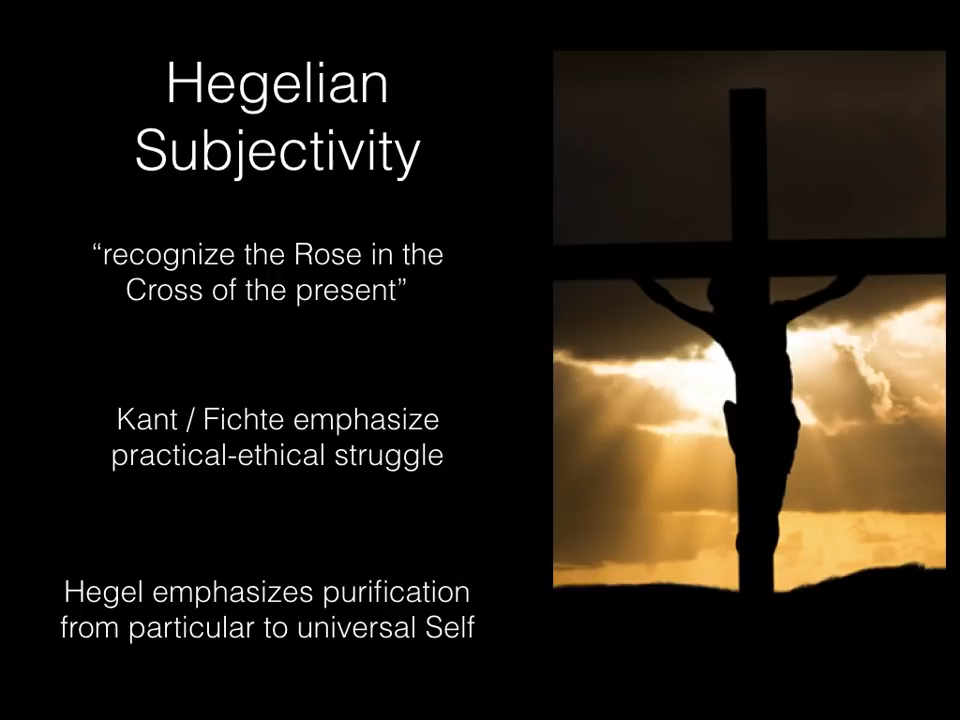 Hegelian
Subjectivity
“recognize the Rose in the
Cross of the present”
Kant / Fichte emphasize
practical-ethical struggle
Hegel emphasizes purification
from particular to universal Self